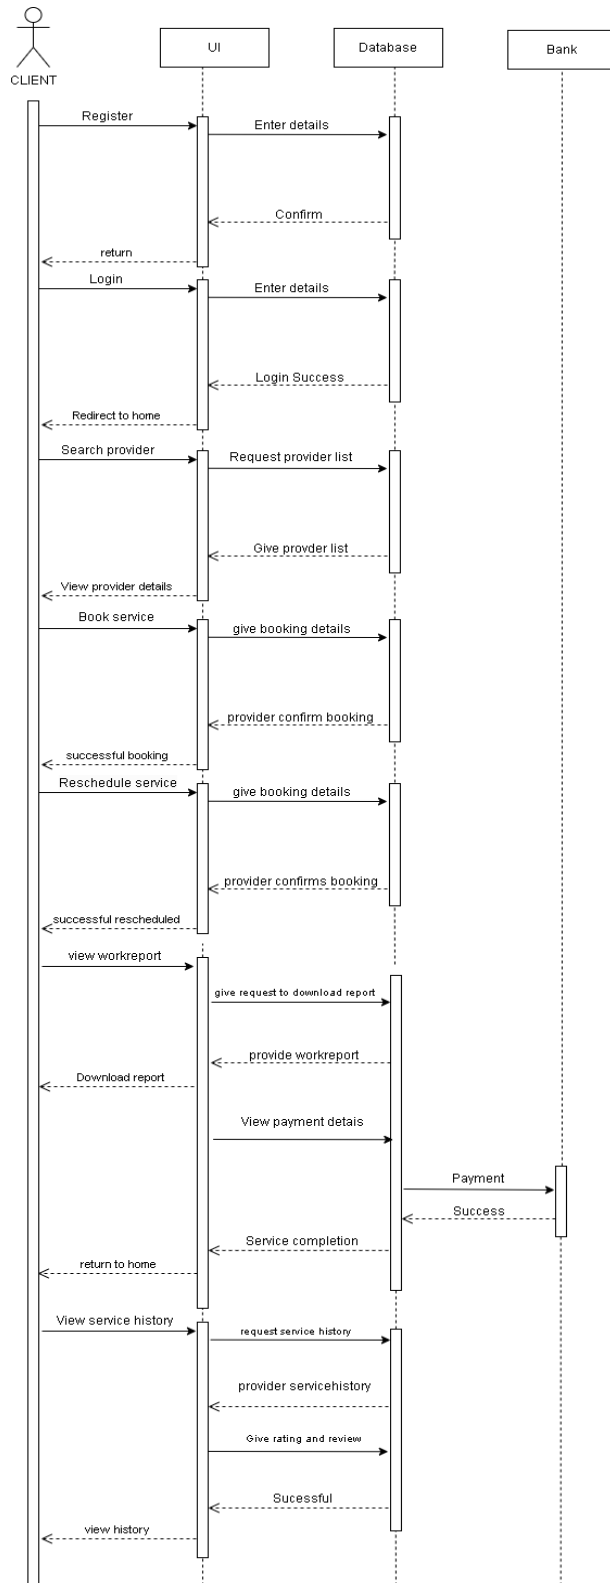 UI
Database
Bank
CLIENT
Register
Enter details
Confirm
return
Login
Enter details
Login Success
Redirect to home
Search provider
Request provider list
Give provder list
View provider details
Book service
give booking details
provider confirm booking
successful booking
Reschedule service
give booking details
provider confirms booking
successful rescheduled
view workreport
give request to download report
provide workreport
Download report
View payment detais
Payment
Success
Service completion
return to home
View service history
request service history
provider servicehistory
Give rating and review
Sucessful
view history